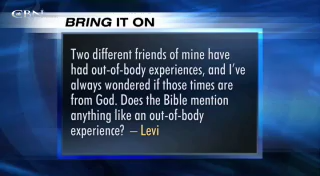 CBN
BRING IT ON
Two different friends of mine have
had out-of-body experiences, and I've
always wondered if those times are
from God. Does the Bible mention
anything like an out-of-body
experience? – Levi